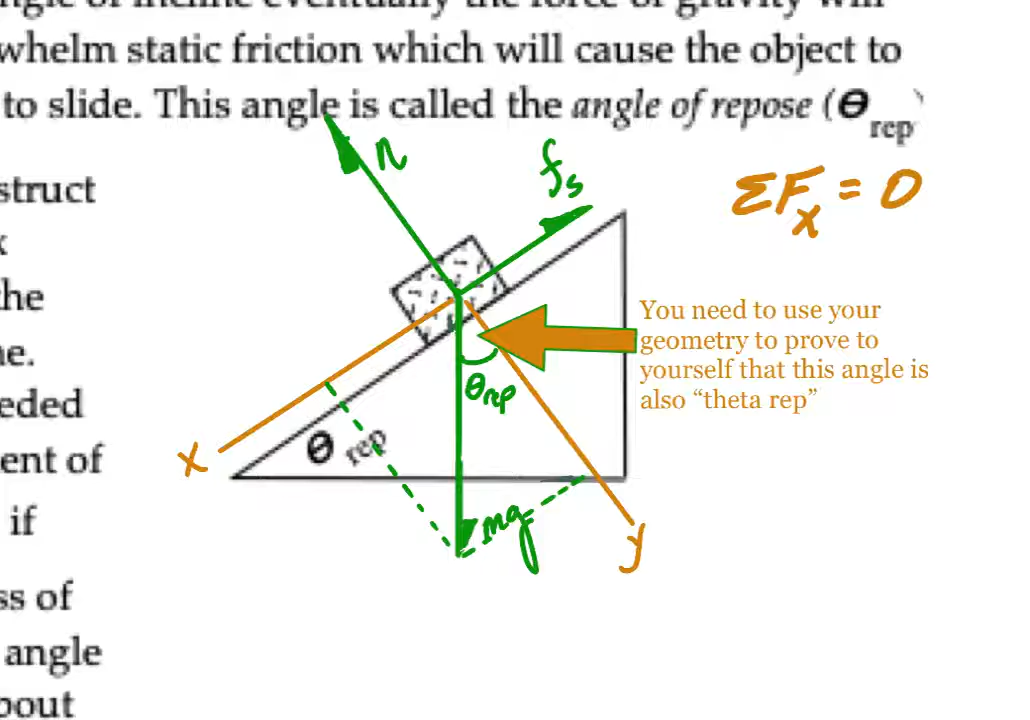 whelm static friction which will cause the object to
to slide. This angle is called the angle of repose (Θ rep)
struct
n
fs
ΣFx = 0
the
You need to use your
geometry to prove to
yourself that this angle is
also “theta rep”
θrep
eded
x
Θ rep
ent of
if
mg
y
ss of
angle
bout